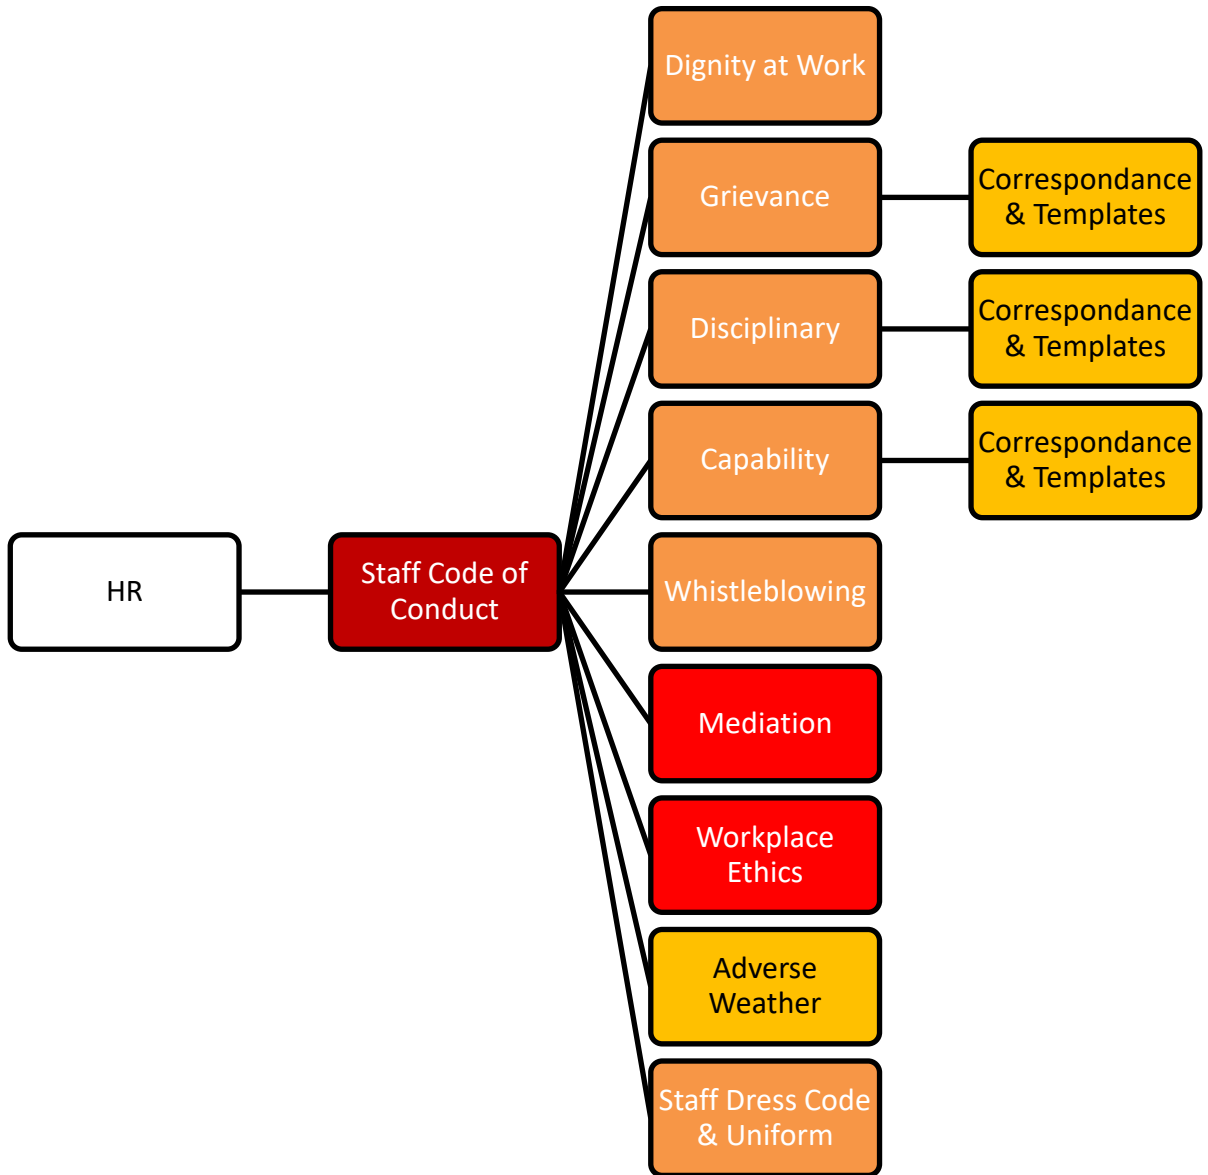 Dignity at Work
Grievance
Correspondance
& Templates
Disciplinary
Correspondance
& Templates
Capability
Correspondance
& Templates
HR
Staff Code of
Conduct
Whistleblowing
Mediation
Workplace
Ethics
Adverse
Weather
Staff Dress Code
& Uniform